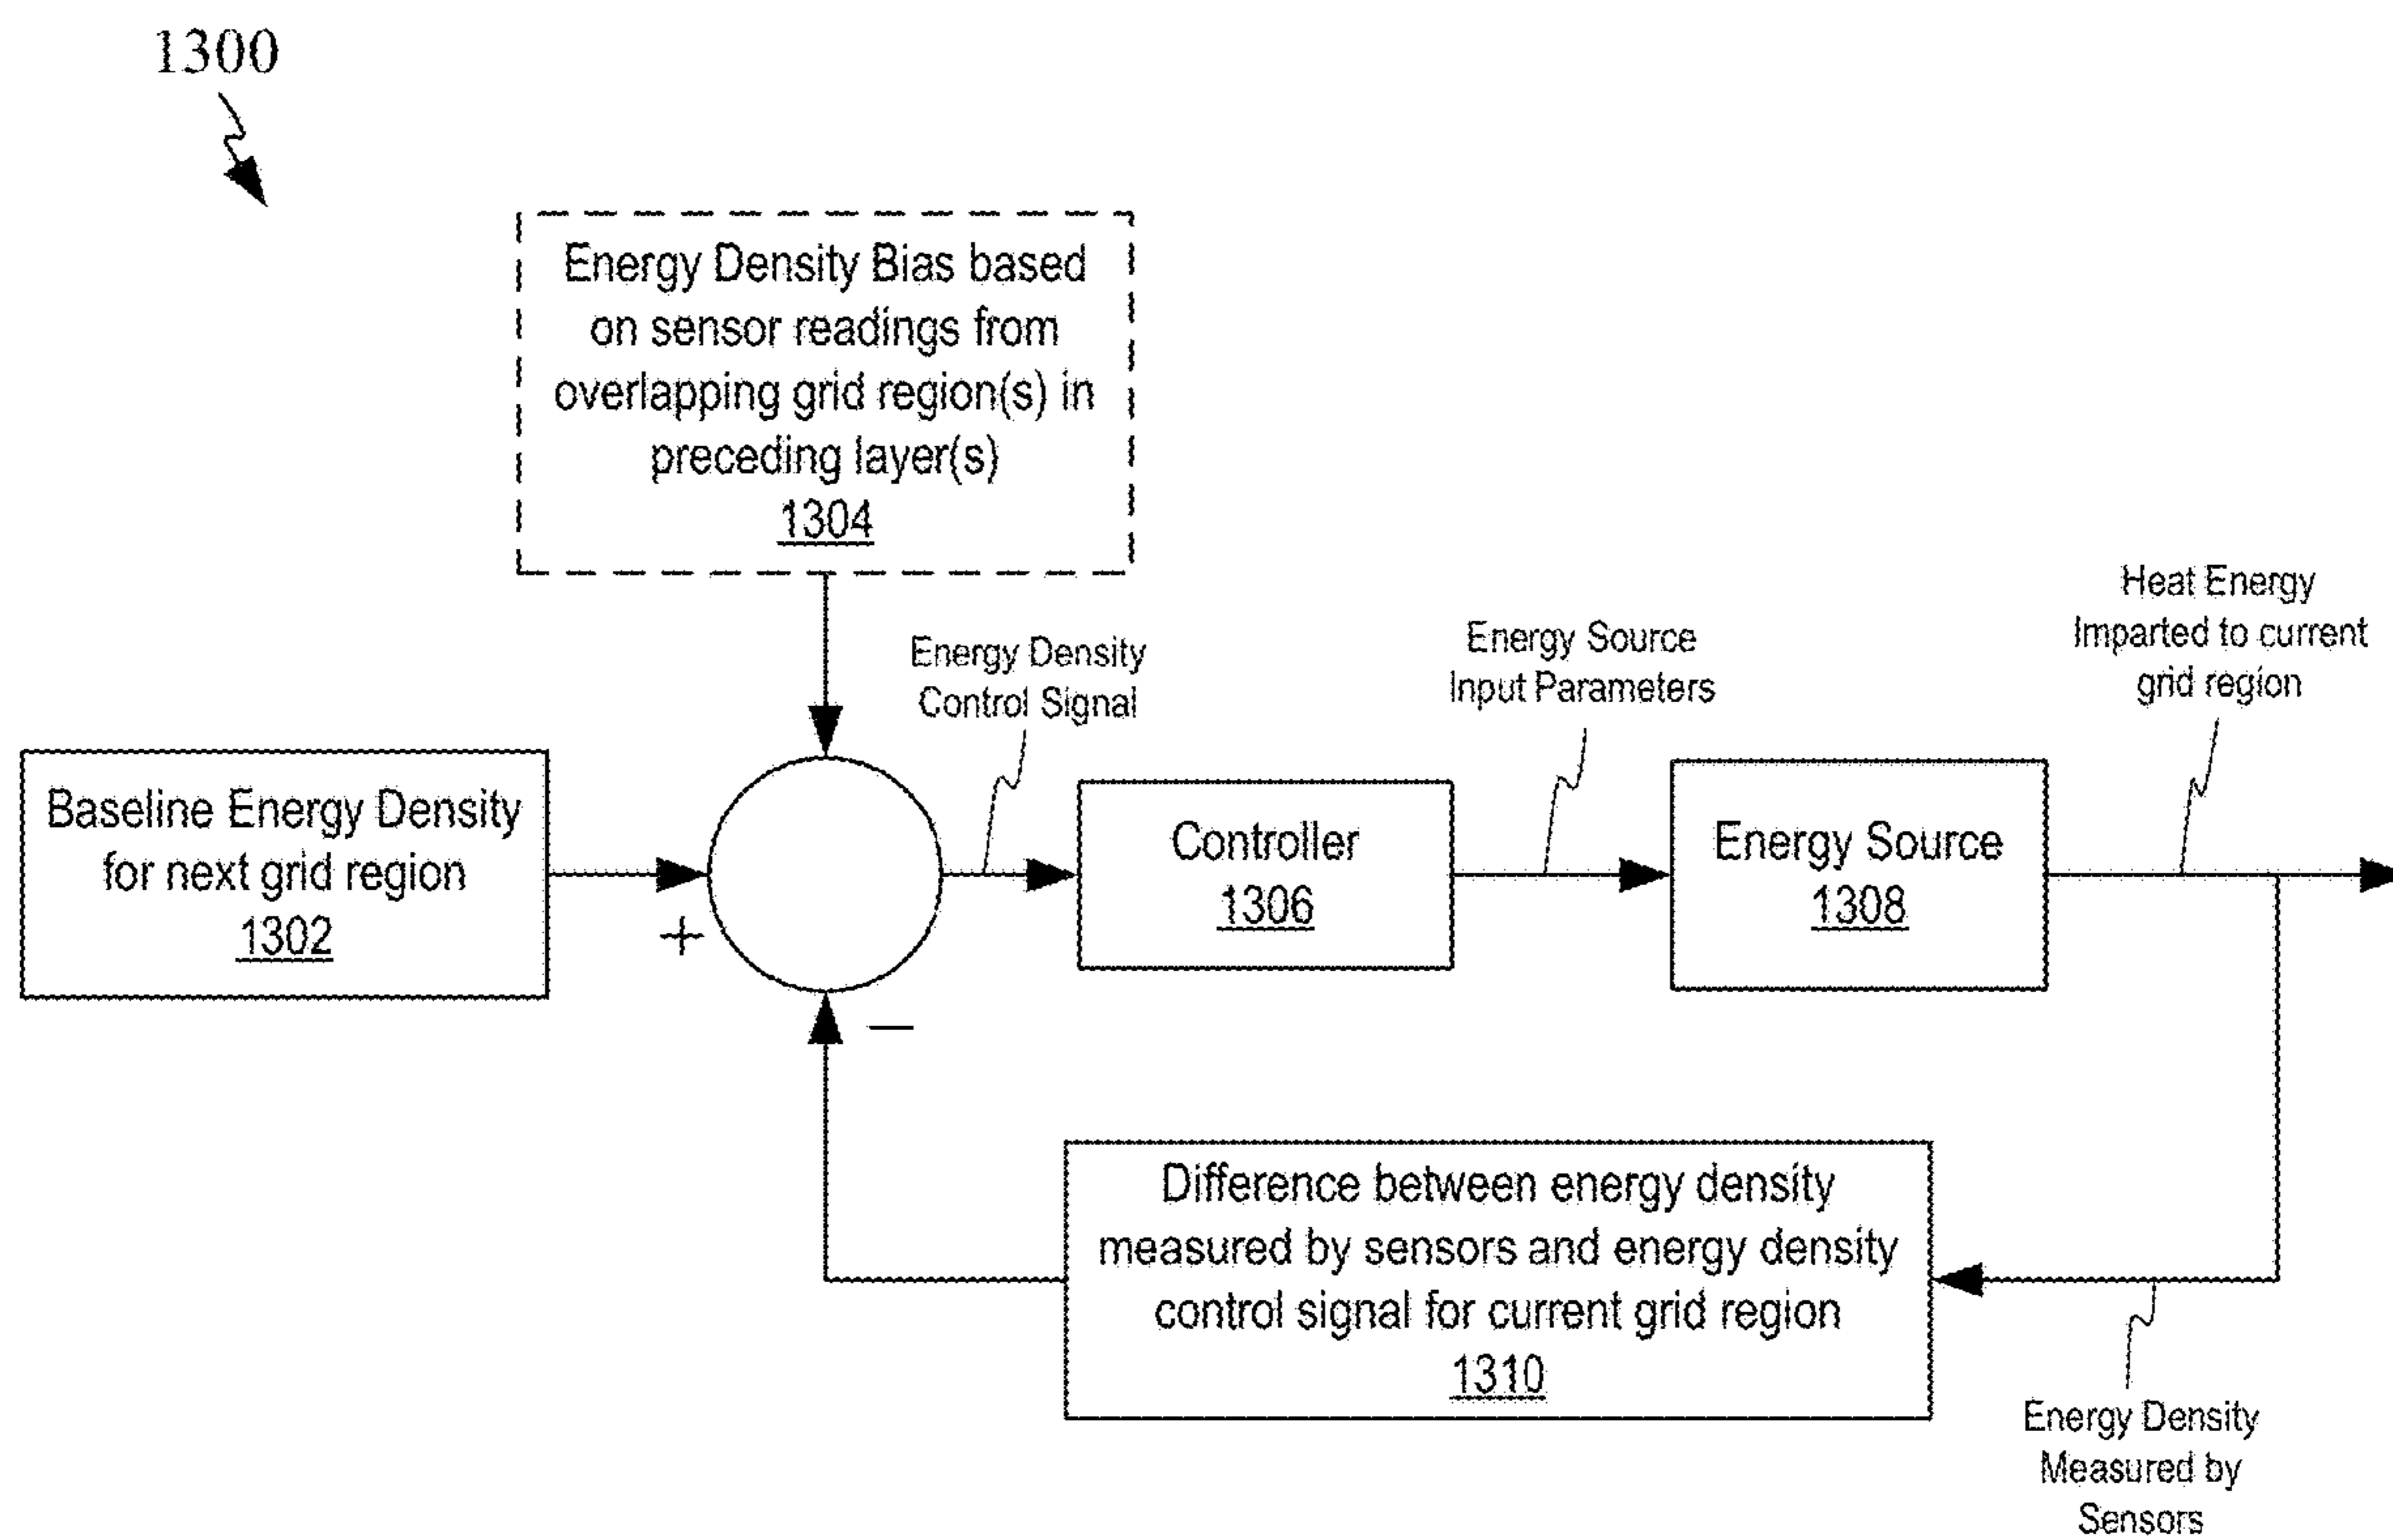 1300
Energy Density Bias based
on sensor readings from
overlapping grid region(s) in
preceding layer(s)
1304
Heat Energy
Imparted to current
grid region
Energy Source
Input Parameters
Energy Density
Control Signal
Baseline Energy Density
for next grid region
1302
+
Controller
1306
Energy Source
1308
—
Difference between energy density
measured by sensors and energy density
control signal for current grid region
1310
Energy Density
Measured by
Sensors